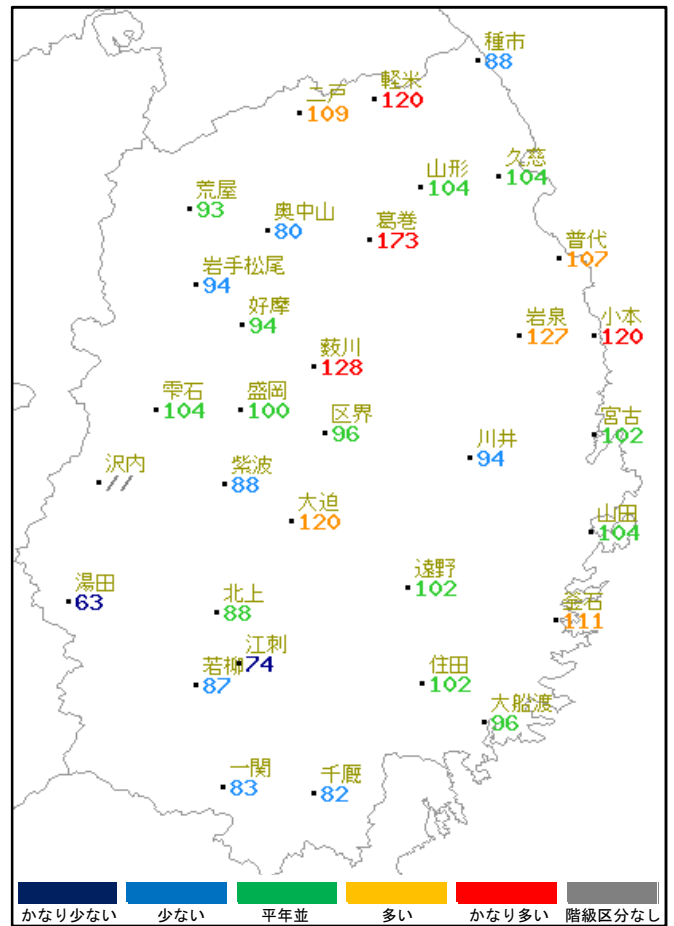 種市
88
軽米
120
二戸
109
久慈
104
山形
104
荒屋
93
奥中山
80
葛巻
173
普代
107
岩手松尾
94
好摩
94
岩泉
127
小本
120
薮川
128
雫石
104
盛岡
100
区界
96
宮古
102
川井
94
沢内
//
紫波
88
大迫
120
山田
104
遠野
102
湯田
63
北上
88
釜石
111
江刺
74
若柳
87
住田
102
大船渡
96
一関
83
千厩
82
かなり少ない 少ない 平年並 多い かなり多い 階級区分なし